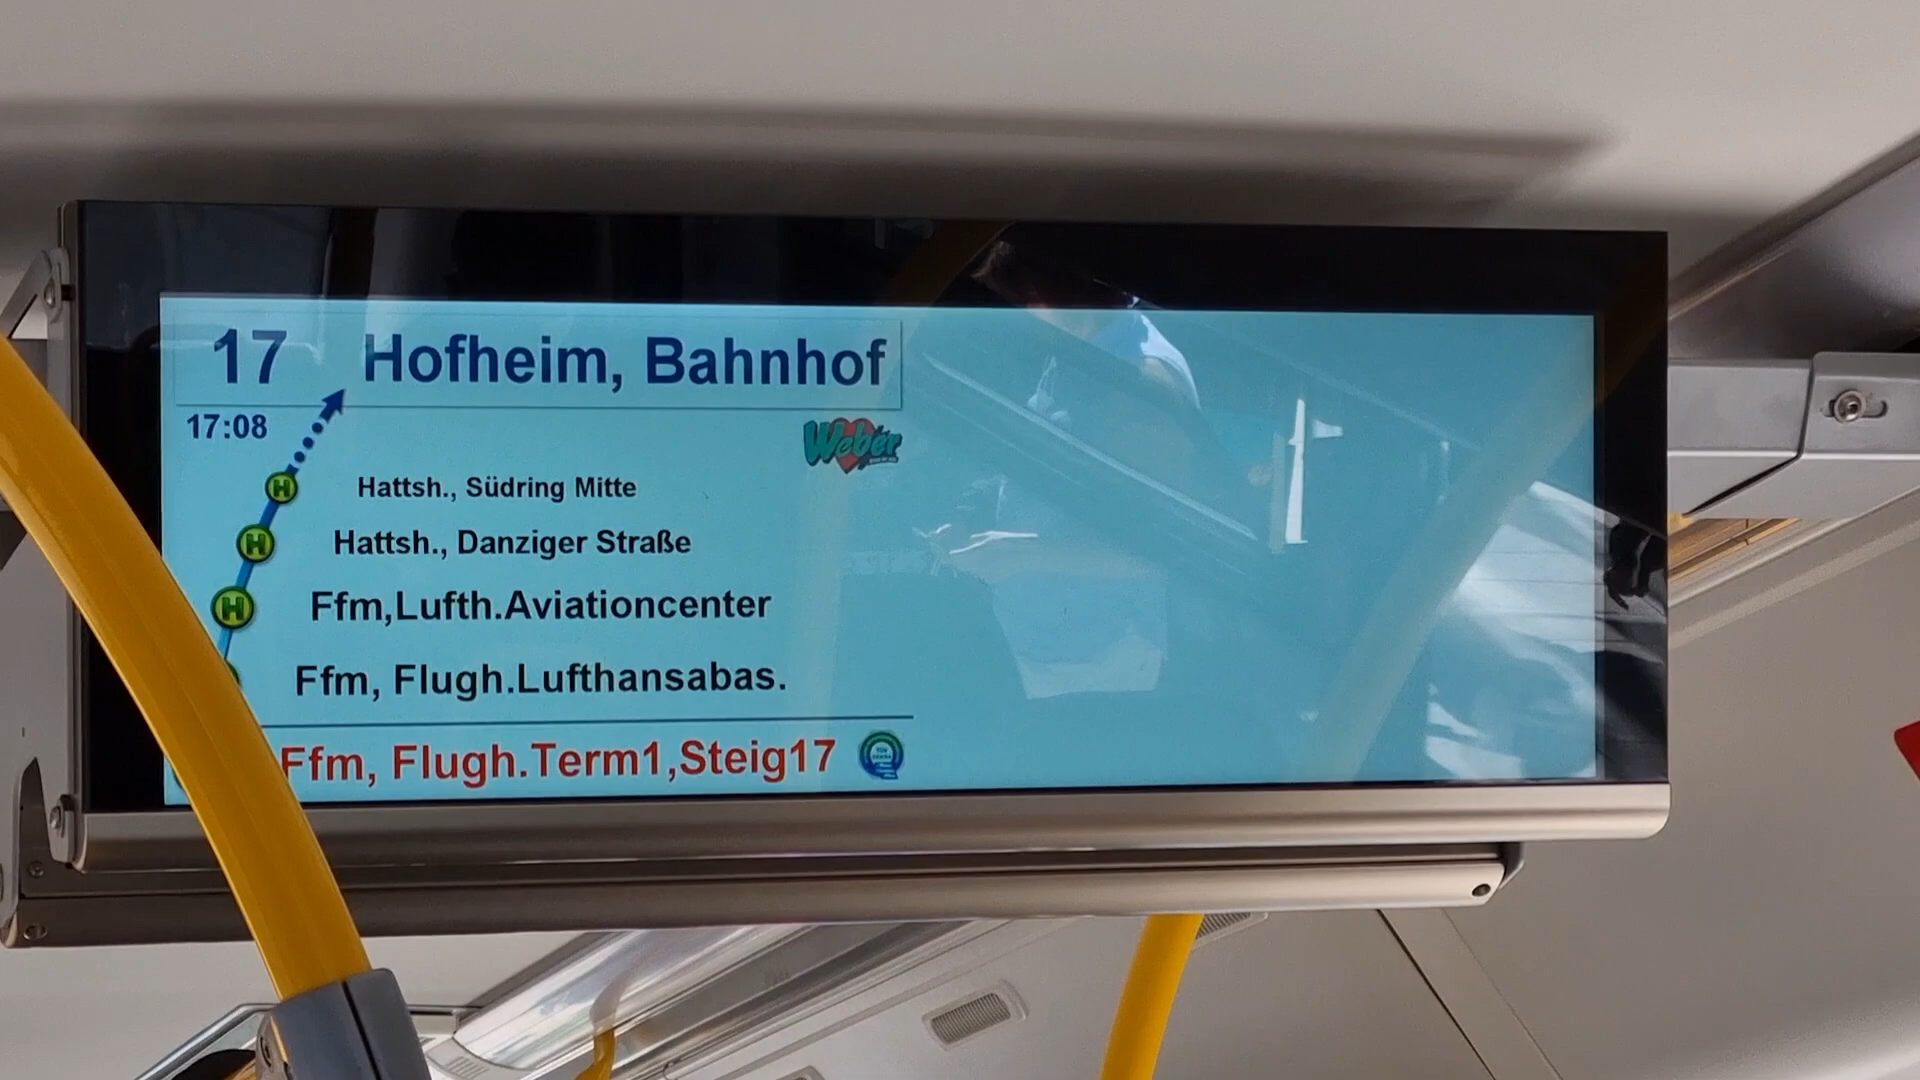 17 Hofheim, Bahnhof
17:08
Weber
Hattsh., Südring Mitte
H
Hattsh., Danziger Straße
H
Ffm,Lufth.Aviationcenter
H
Ffm, Flugh.Lufthansabas.
Ffm, Flugh.Term1,Steig17